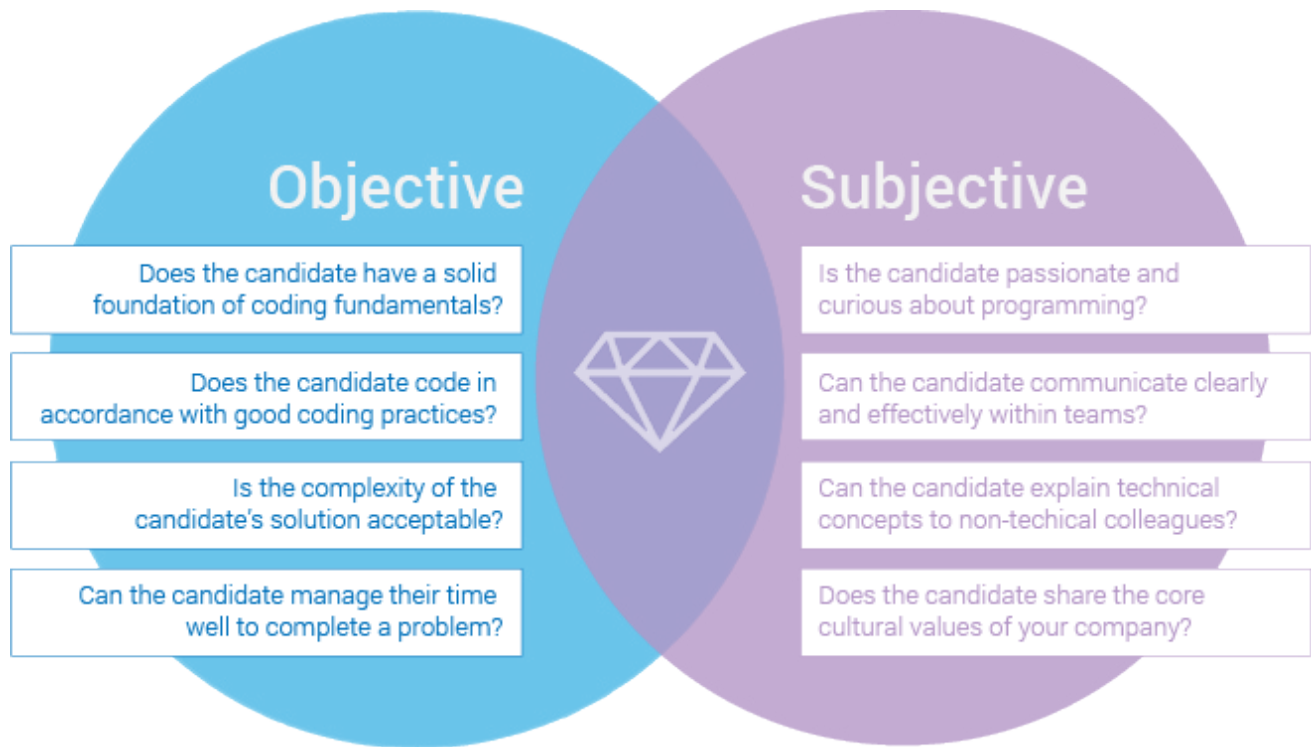 Objective
Does the candidate have a solid
foundation of coding fundamentals?
Does the candidate code in
accordance with good coding practices?
Is the complexity of the
candidate's solution acceptable?
Can the candidate manage their time
well to complete a problem?
Subjective
Is the candidate passionate and
curious about programming?
Can the candidate communicate clearly
and effectively within teams?
Can the candidate explain technical
concepts to non-techical colleagues?
Does the candidate share the core
cultural values of your company?